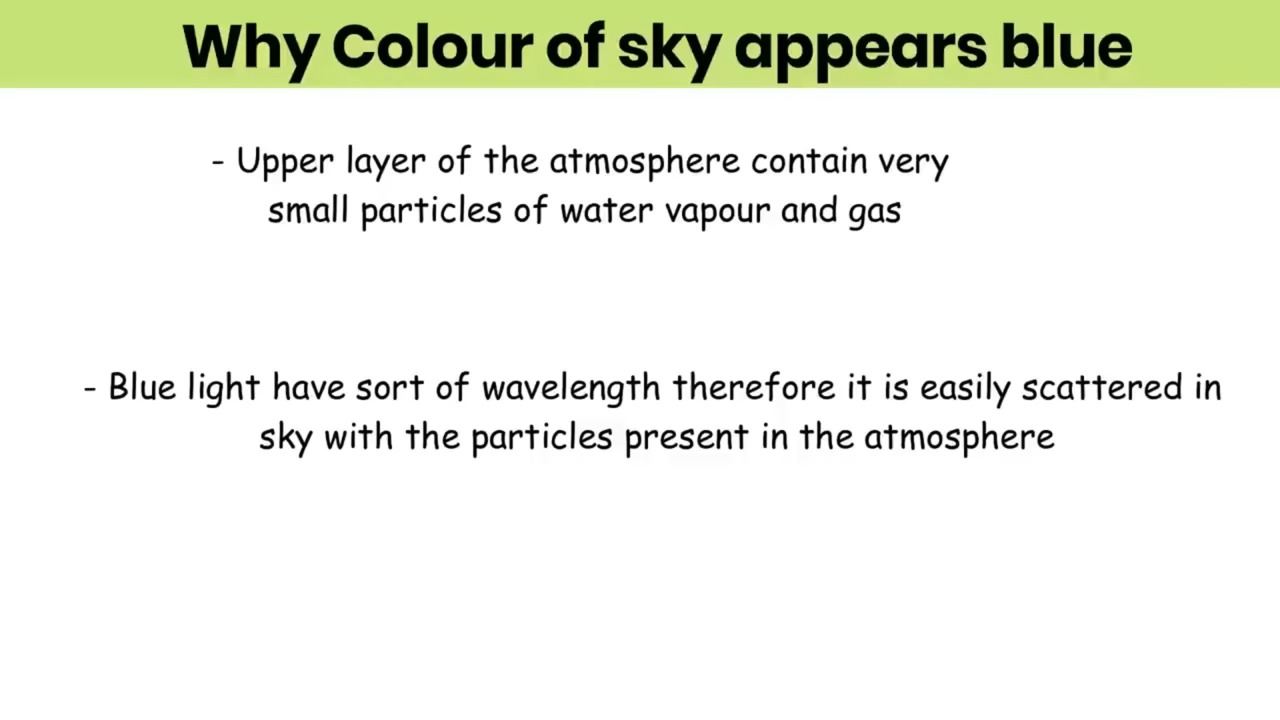 Why Colour of sky appears blue
- Upper layer of the atmosphere contain very
small particles of water vapour and gas
- Blue light have sort of wavelength therefore it is easily scattered in
sky with the particles present in the atmosphere